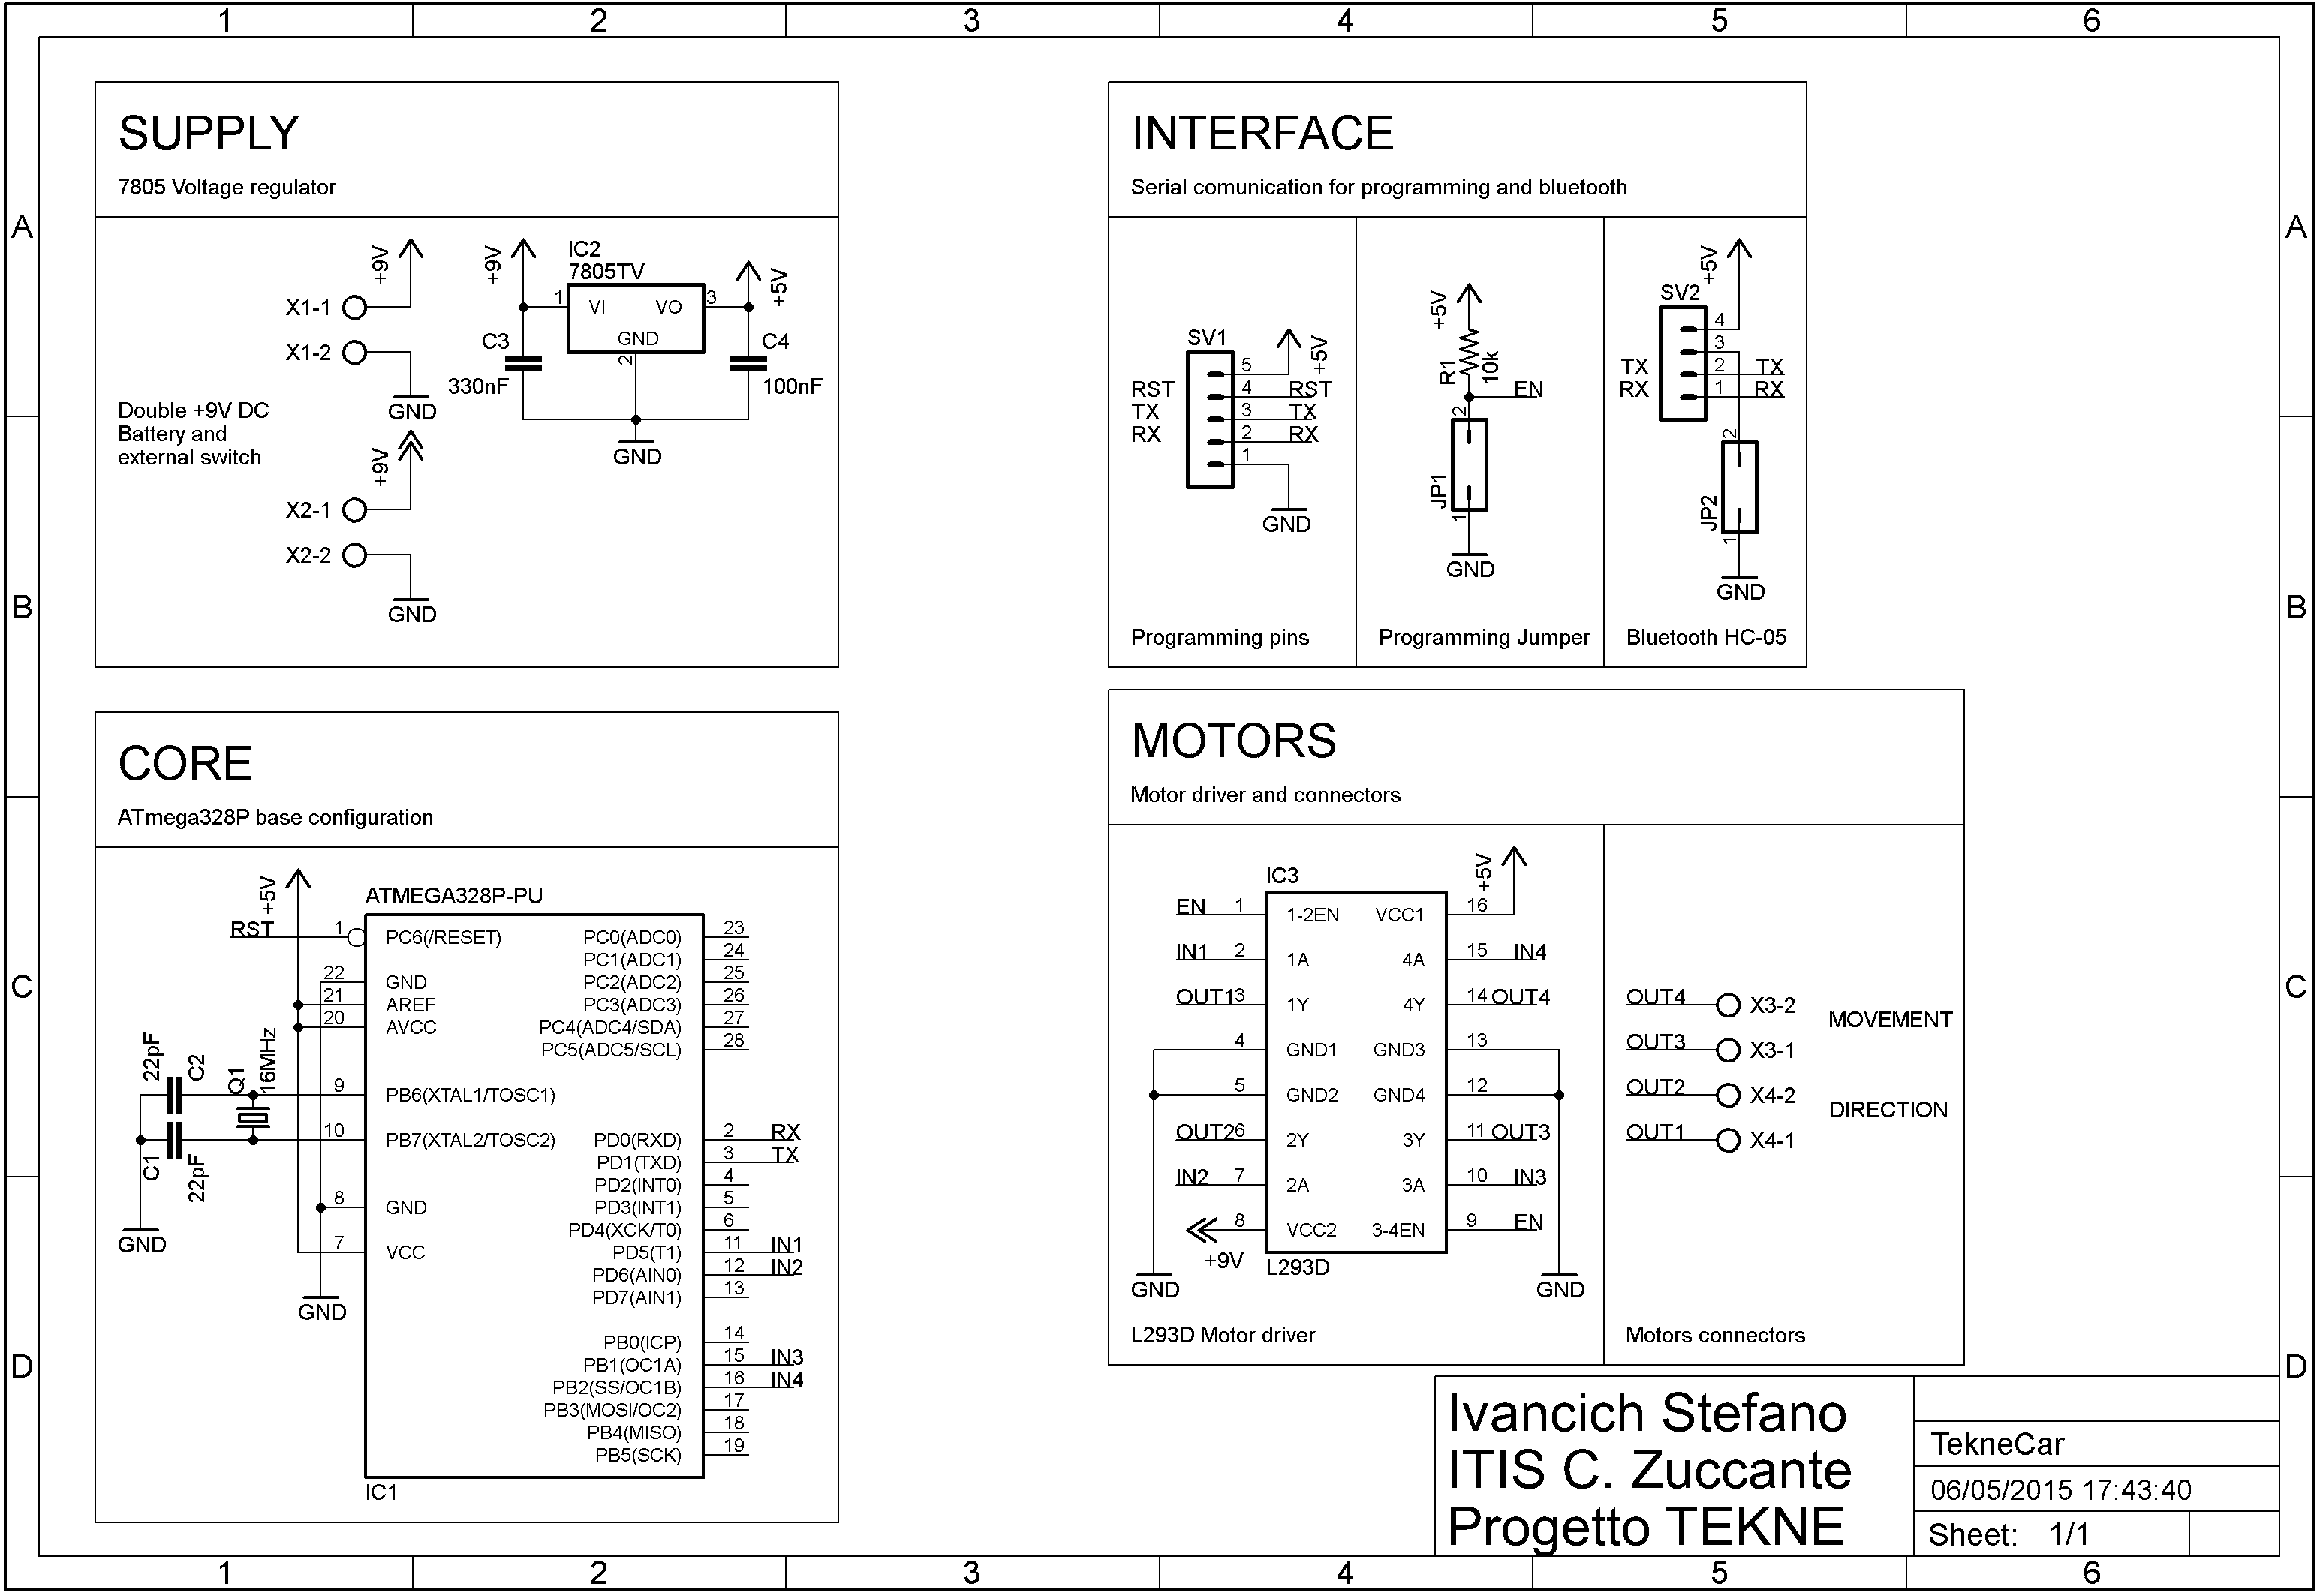 1 2 3 4 5 6
A
B
C
D
A
B
C
D
SUPPLY
7805 Voltage regulator
+9V
X1-1
X1-2
GND
Double +9V DC
Battery and
external switch
+9V
X2-1
X2-2
GND
+9V
IC2
7805TV
1
VI
VO
3
GND
2
+5V
C3
330nF
C4
100nF
GND
INTERFACE
Serial comunication for programming and bluetooth
SV1
+5V
5
RST 4 RST
TX 3 TX
RX 2 RX
1
GND
Programming pins
+5V
R1
10k
EN
2
JP1
1
GND
Programming Jumper
+5V
SV2
4
3
TX 2 TX
RX 1 RX
2
JP2
1
GND
Bluetooth HC-05
CORE
ATmega328P base configuration
+5V
ATMEGA328P-PU
RST 1 PC6(/RESET)
22 GND
21 AREF
20 AVCC
22pF
C2
Q1
16MHz
9 PB6(XTAL1/TOSC1)
10 PB7(XTAL2/TOSC2)
C1
22pF
GND
8 GND
7 VCC
GND
PC0(ADC0) 23
PC1(ADC1) 24
PC2(ADC2) 25
PC3(ADC3) 26
PC4(ADC4/SDA) 27
PC5(ADC5/SCL) 28
PD0(RXD) 2 RX
PD1(TXD) 3 TX
PD2(INT0) 4
PD3(INT1) 5
PD4(XCK/T0) 6
PD5(T1) 11 IN1
PD6(AIN0) 12 IN2
PD7(AIN1) 13
PB0(ICP) 14
PB1(OC1A) 15 IN3
PB2(SS/OC1B) 16 IN4
PB3(MOSI/OC2) 17
PB4(MISO) 18
PB5(SCK) 19
IC1
MOTORS
Motor driver and connectors
IC3
+5V
EN 1 1-2EN VCC1 16
IN1 2 1A 4A 15 IN4
OUT1 3 1Y 4Y 14 OUT4
4 GND1 GND3 13
5 GND2 GND4 12
OUT2 6 2Y 3Y 11 OUT3
IN2 7 2A 3A 10 IN3
8 VCC2 3-4EN 9 EN
+9V
L293D
GND
GND
L293D Motor driver
OUT4 X3-2
MOVEMENT
OUT3 X3-1
OUT2 X4-2
DIRECTION
OUT1 X4-1
Motors connectors
Ivancich Stefano
ITIS C. Zuccante
Progetto TEKNE
TekneCar
06/05/2015 17:43:40
Sheet: 1/1
1 2 3 4 5 6